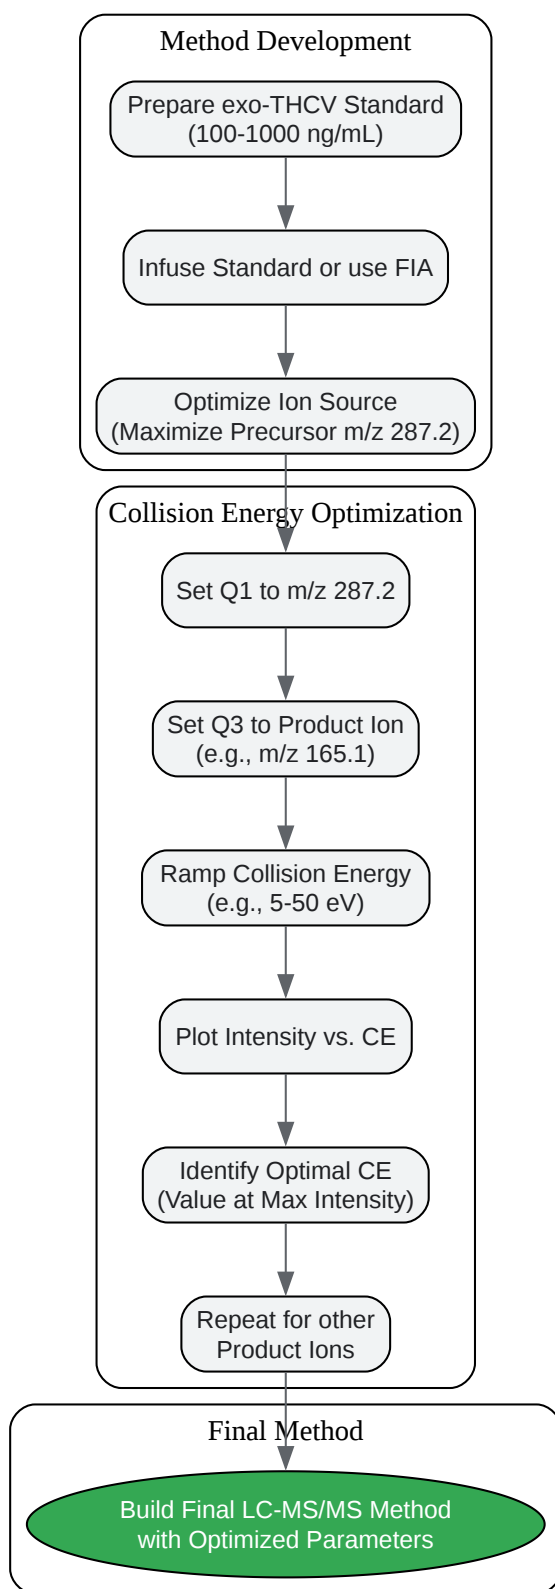 Method Development
Prepare exo-THCV Standard
(100-1000 ng/mL)
Infuse Standard or use FIA
Optimize Ion Source
(Maximize Precursor m/z 287.2)
Collision Energy Optimization
Set Q1 to m/z 287.2
Set Q3 to Product Ion
(e.g., m/z 165.1)
Ramp Collision Energy
(e.g., 5-50 eV)
Plot Intensity vs. CE
Identify Optimal CE
(Value at Max Intensity)
Repeat for other
Product Ions
Final Method
Build Final LC-MS/MS Method
with Optimized Parameters